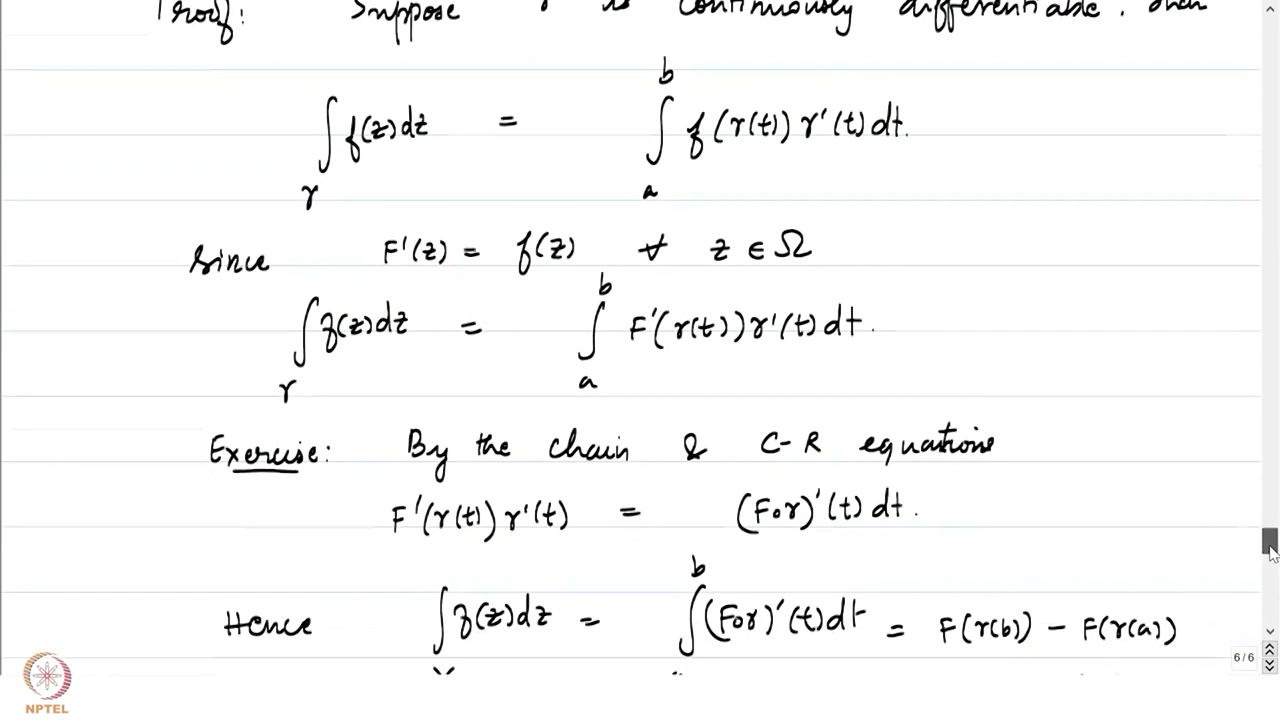 Proof: Suppose γ is continuously differentiable. Then
∫_γ f(z)dz = ∫_a^b f(γ(t)) γ'(t)dt.
Since F'(z) = f(z) ∀ z ∈ Ω
∫_γ f(z)dz = ∫_a^b F'(γ(t))γ'(t)dt.
Exercise: By the chain & C-R equations
F'(γ(t))γ'(t) = (F∘γ)'(t)dt.
Hence ∫_γ f(z)dz = ∫^b (F∘γ)'(t)dt = F(γ(b)) - F(γ(a))
6/6
NPTEL